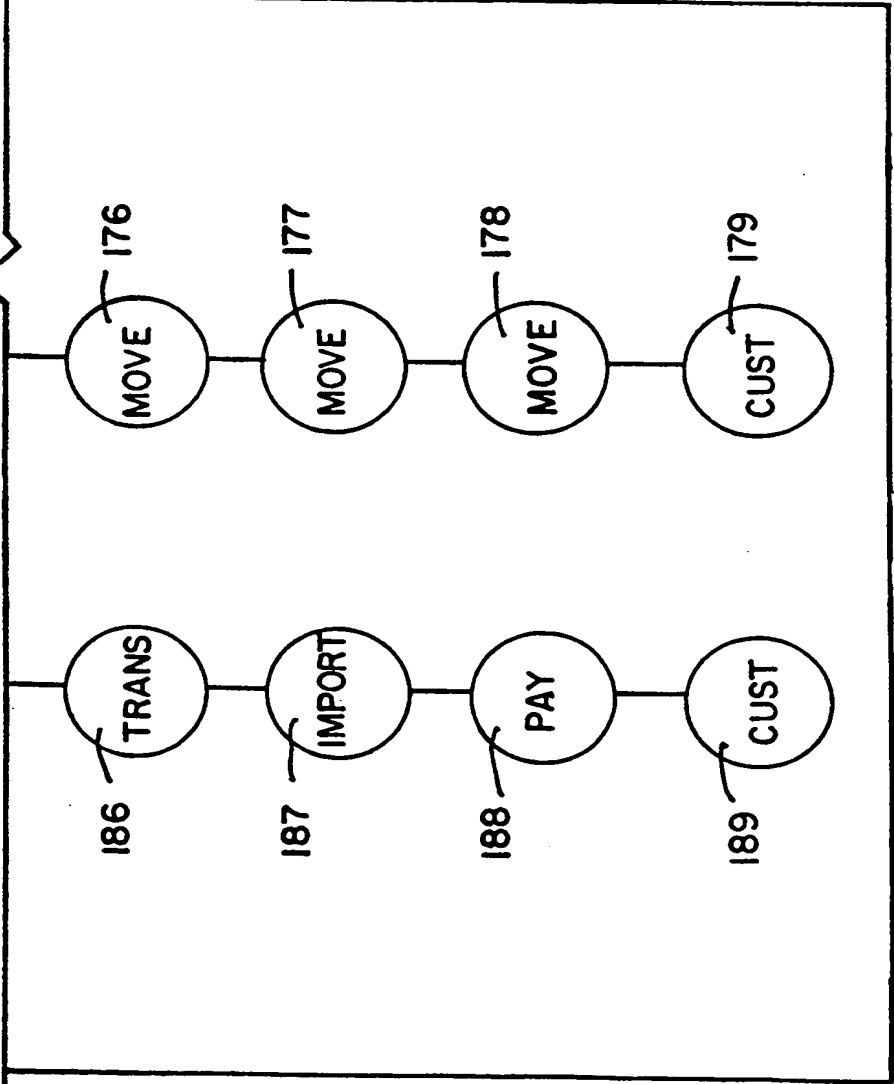 176
MOVE
177
MOVE
178
MOVE
179
CUST
186
TRANS
187
IMPORT
188
PAY
189
CUST